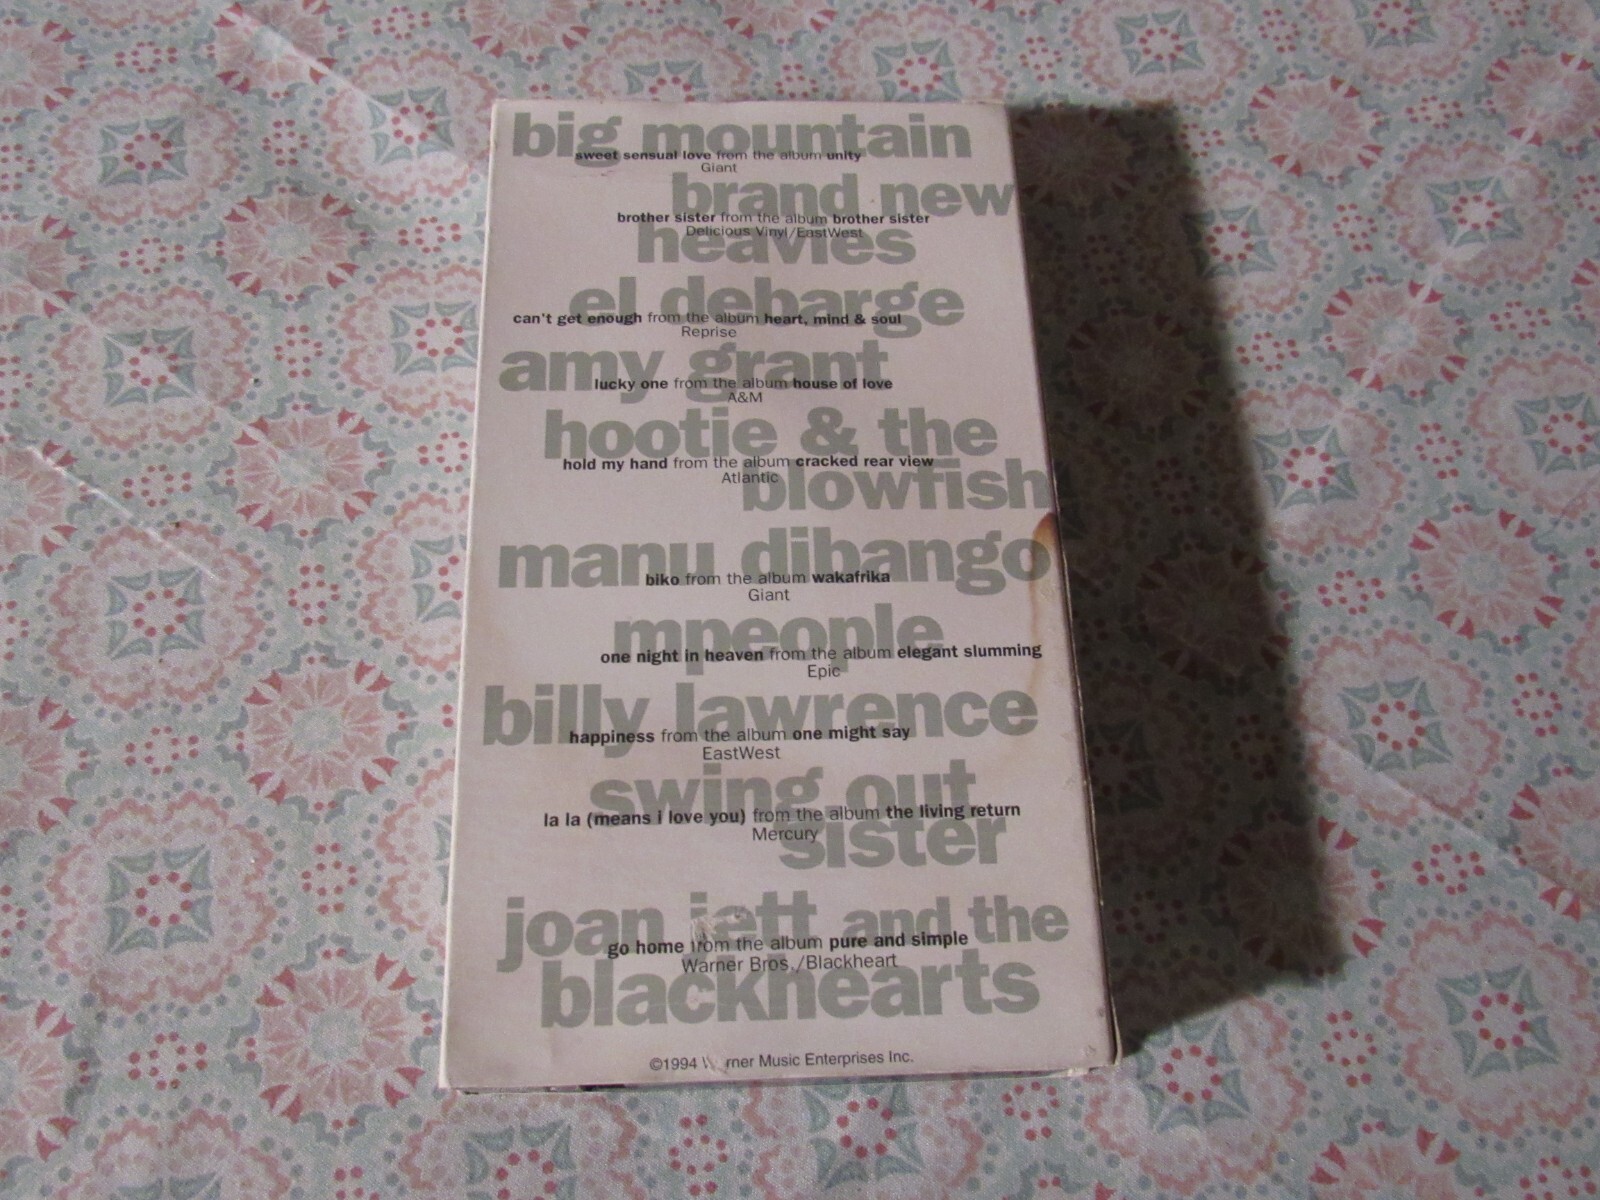 big mountain
sweet sensual love from the album unity
Giant
brand new
brother sister from the album brother sister
Delicious Vinyl/EastWest
heavies
el debarge
can't get enough from the album heart, mind & soul
Reprise
amy grant
lucky one from the album house of love
A&M
hootie & the
hold my hand from the album cracked rear view
Atlantic
blowfish
manu dibango
biko from the album wakafrika
Giant
mpeople
one night in heaven from the album elegant slumming
Epic
billy lawrence
happiness from the album one might say
EastWest
swing out
la la (means i love you) from the album the living return
Mercury
sister
joan jett and the
go home from the album pure and simple
Warner Bros./Blackheart
blackhearts
©1994 Warner Music Enterprises Inc.